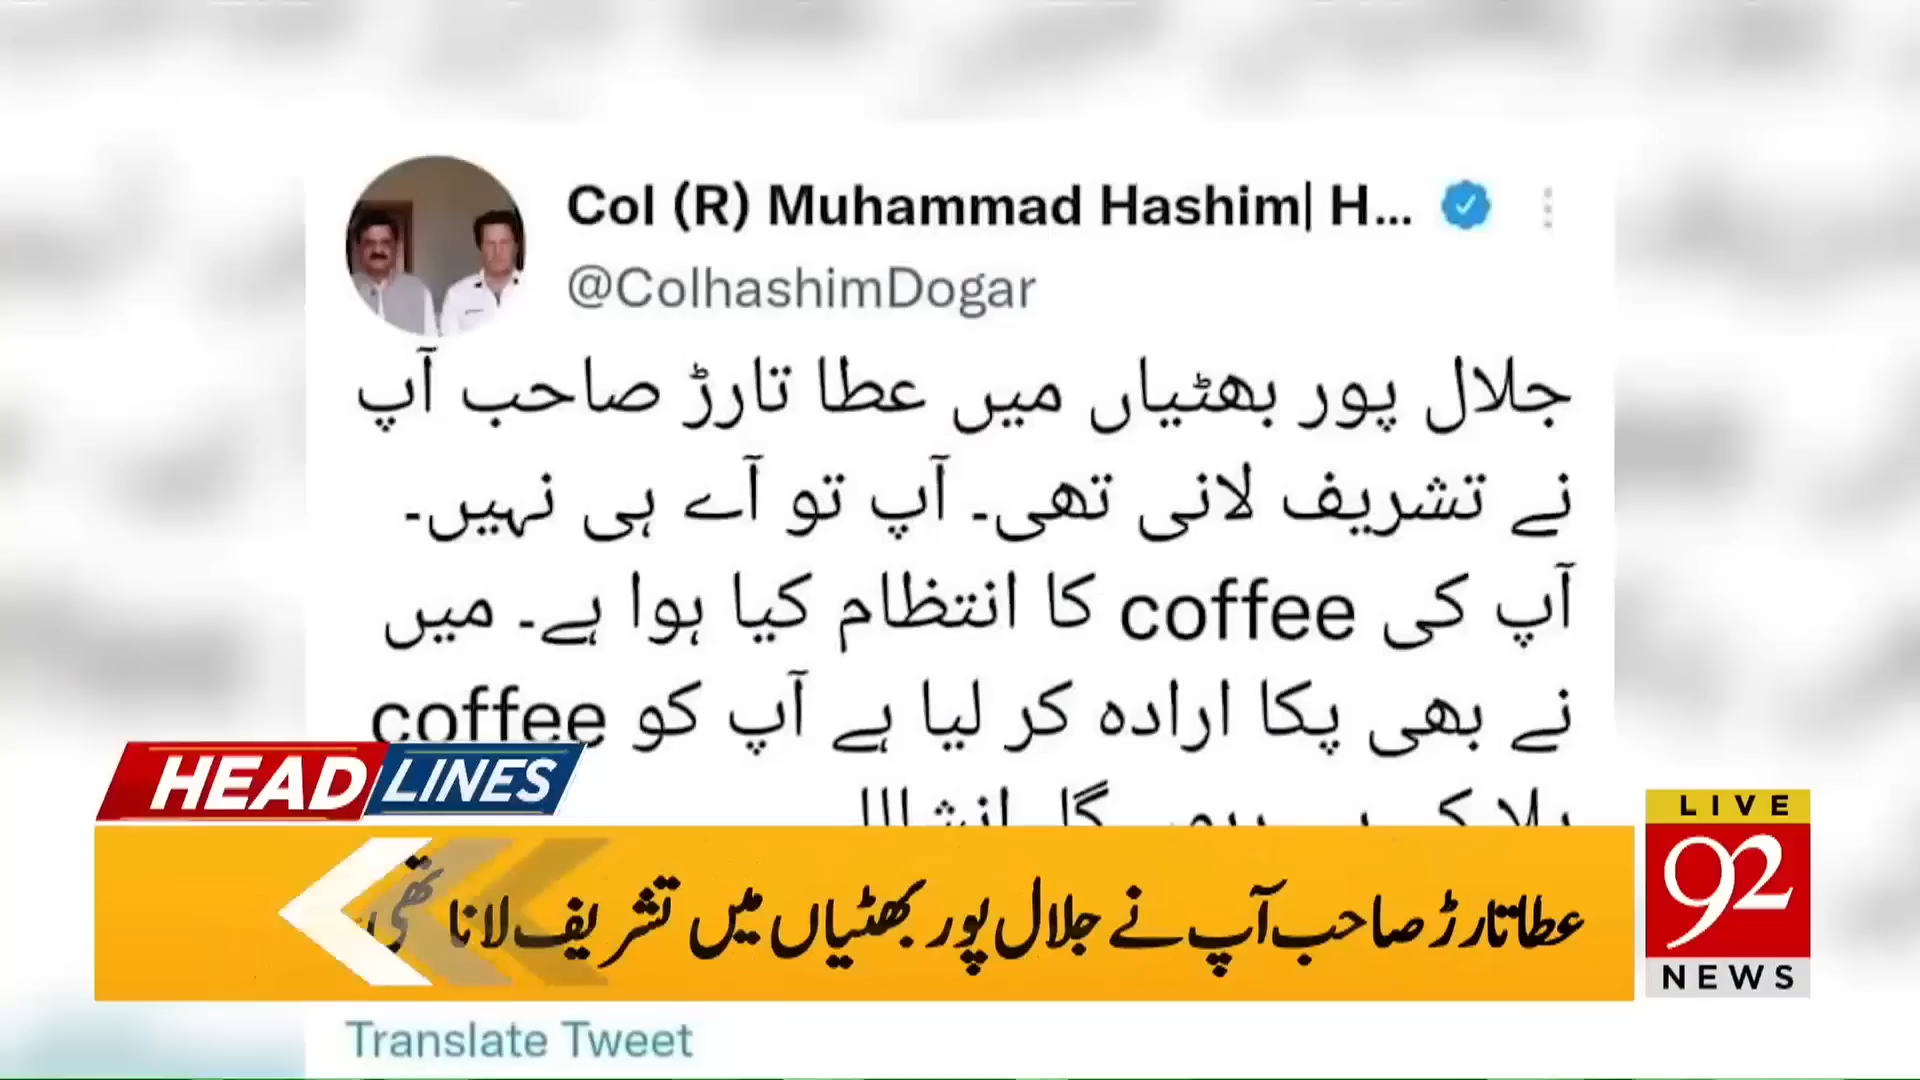 Col (R) Muhammad Hashim| H...
@ColhashimDogar
جلال پور بھٹیاں میں عطا تارڑ صاحب آپ
نے تشریف لانی تھی۔ آپ تو آے ہی نہیں۔
آپ کی coffee کا انتظام کیا ہوا ہے۔ میں
نے بھی پکا ارادہ کر لیا ہے آپ کو coffee
HEADLINES
عطا تارڑ صاحب آپ نے جلال پور بھٹیاں میں تشریف لانا تھی
LIVE
92
NEWS
Translate Tweet